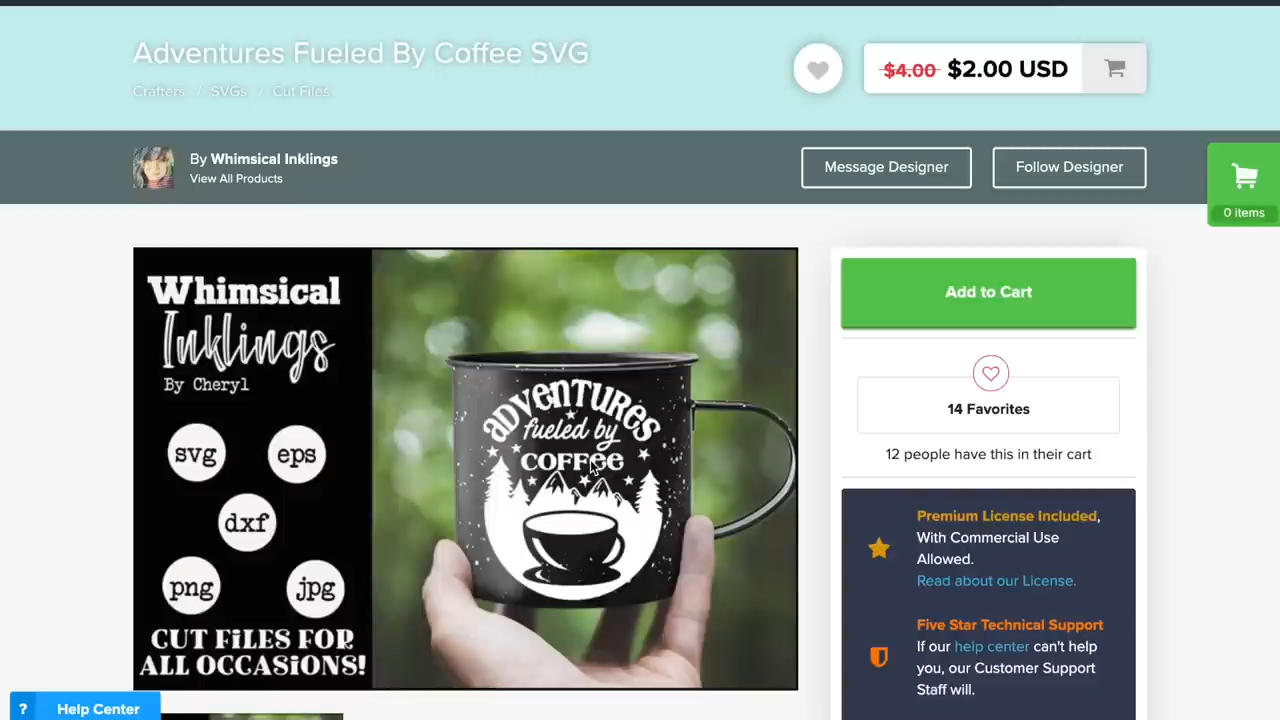 Adventures Fueled By Coffee SVG
Crafters / SVGs / Cut Files
$4.00 $2.00 USD
By Whimsical Inklings
View All Products
Message Designer
Follow Designer
0 items
Whimsical
Inklings
By Cheryl
svg
eps
dxf
png
jpg
CUT FiLES FOR
ALL OCCASiONS!
ADVENTURES
fueled by
COFFEE
Add to Cart
14 Favorites
12 people have this in their cart
Premium License Included,
With Commercial Use
Allowed.
Read about our License.
Five Star Technical Support
If our help center can't help
you, our Customer Support
Staff will.
? Help Center